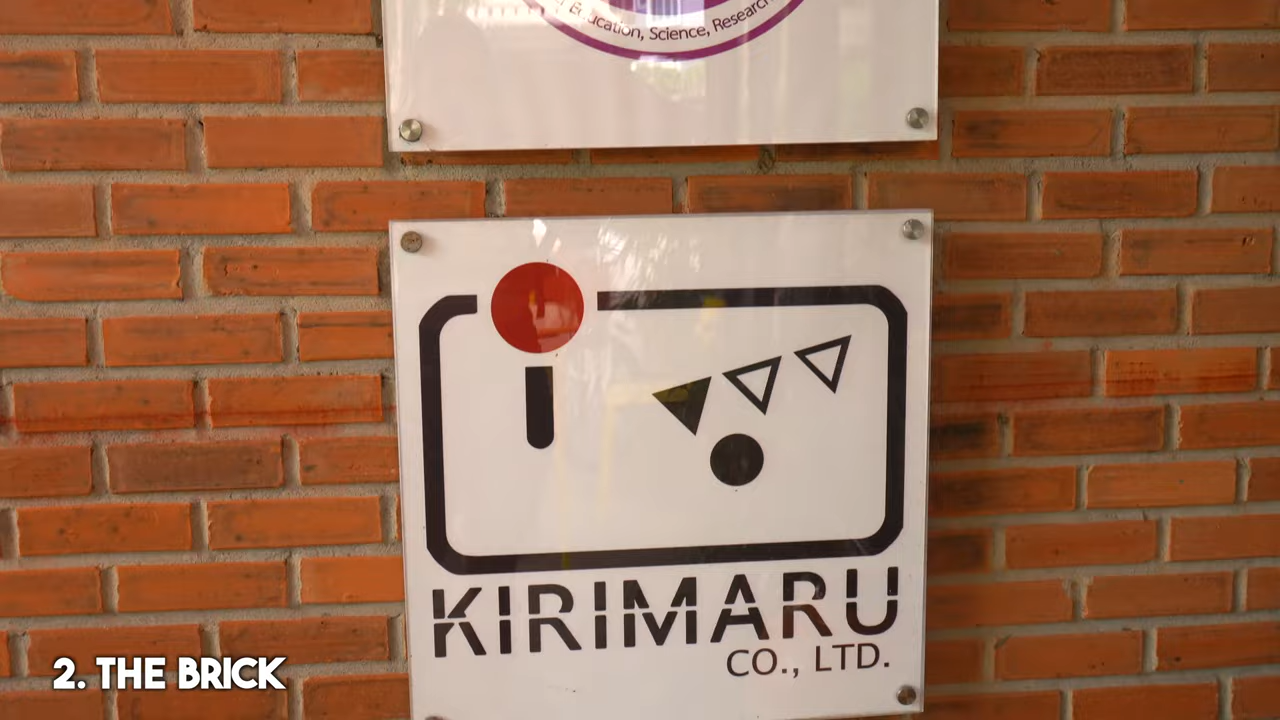 Education, Science, Research
KIRIMARU
CO., LTD.
2. THE BRICK